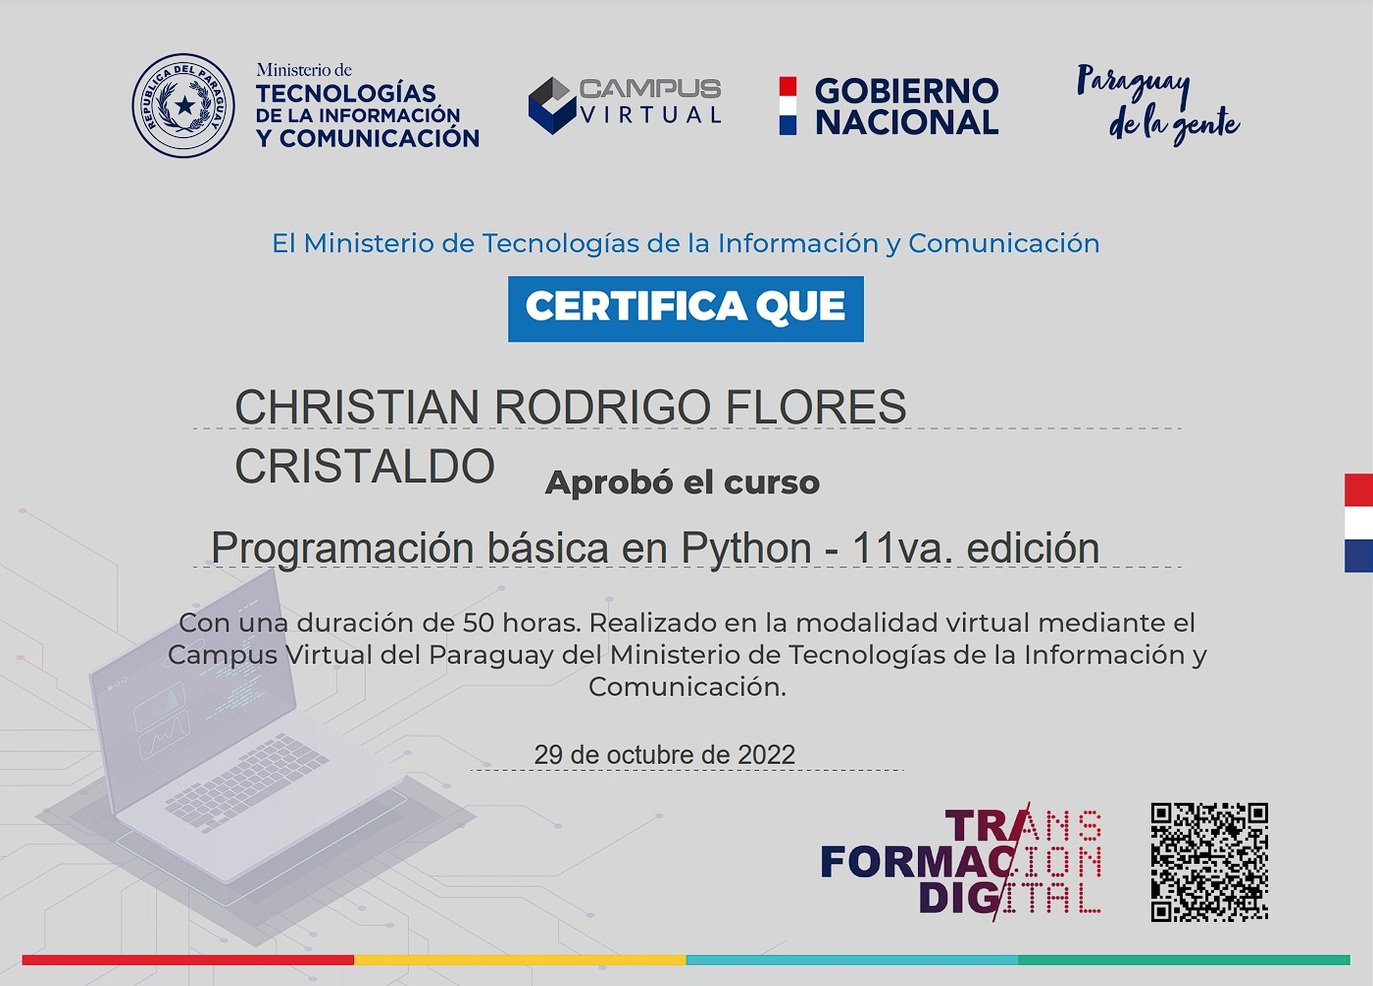 REPUBLICA DEL PARAGUAY
Ministerio de
TECNOLOGÍAS
DE LA INFORMACIÓN
Y COMUNICACIÓN
CAMPUS
VIRTUAL
GOBIERNO
NACIONAL
Paraguay
de la gente
El Ministerio de Tecnologías de la Información y Comunicación
CERTIFICA QUE
CHRISTIAN RODRIGO FLORES
CRISTALDO
Aprobó el curso
Programación básica en Python - 11va. edición
Con una duración de 50 horas. Realizado en la modalidad virtual mediante el
Campus Virtual del Paraguay del Ministerio de Tecnologías de la Información y
Comunicación.
29 de octubre de 2022
TRANS
FORMACION
DIGITAL